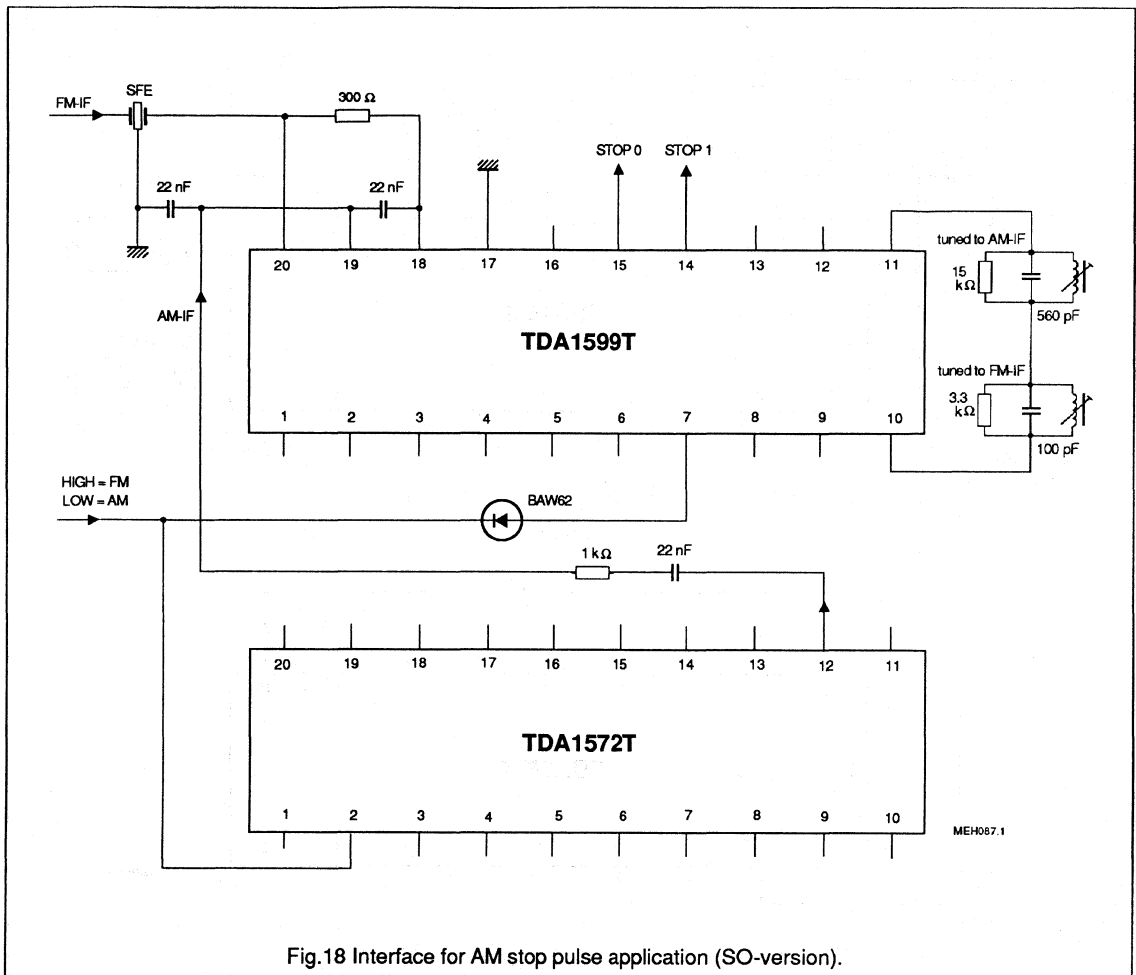 SFE
FM-IF
300 Ω
STOP 0 STOP 1
22 nF 22 nF
20 19 18 17 16 15 14 13 12 11
tuned to AM-IF
15
kΩ
560 pF
AM-IF
TDA1599T
tuned to FM-IF
3.3
kΩ
100 pF
1 2 3 4 5 6 7 8 9 10
HIGH = FM
LOW = AM
BAW62
1 kΩ 22 nF
20 19 18 17 16 15 14 13 12 11
TDA1572T
1 2 3 4 5 6 7 8 9 10
MEH087.1
Fig.18 Interface for AM stop pulse application (SO-version).